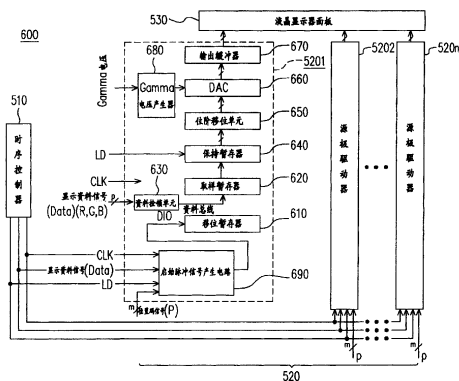 600
530
液晶显示器面板
5202
520n
输出缓冲器
670
5201
Gamma电压
680
Gamma
电压产生器
DAC
660
510
位阶移位单元
650
LD
保持暂存器
640
时序控制器
CLK
630
取样暂存器
620
源极驱动器
源极驱动器
显示资料信号
(Data)(R,G,B)
P
资料拴锁单元
资料总线
DIO
移位暂存器
610
CLK
显示资料信号(Data)
LD
启始脉冲信号产生电路
690
m
位置码信号(P)
m
P
m
P
520